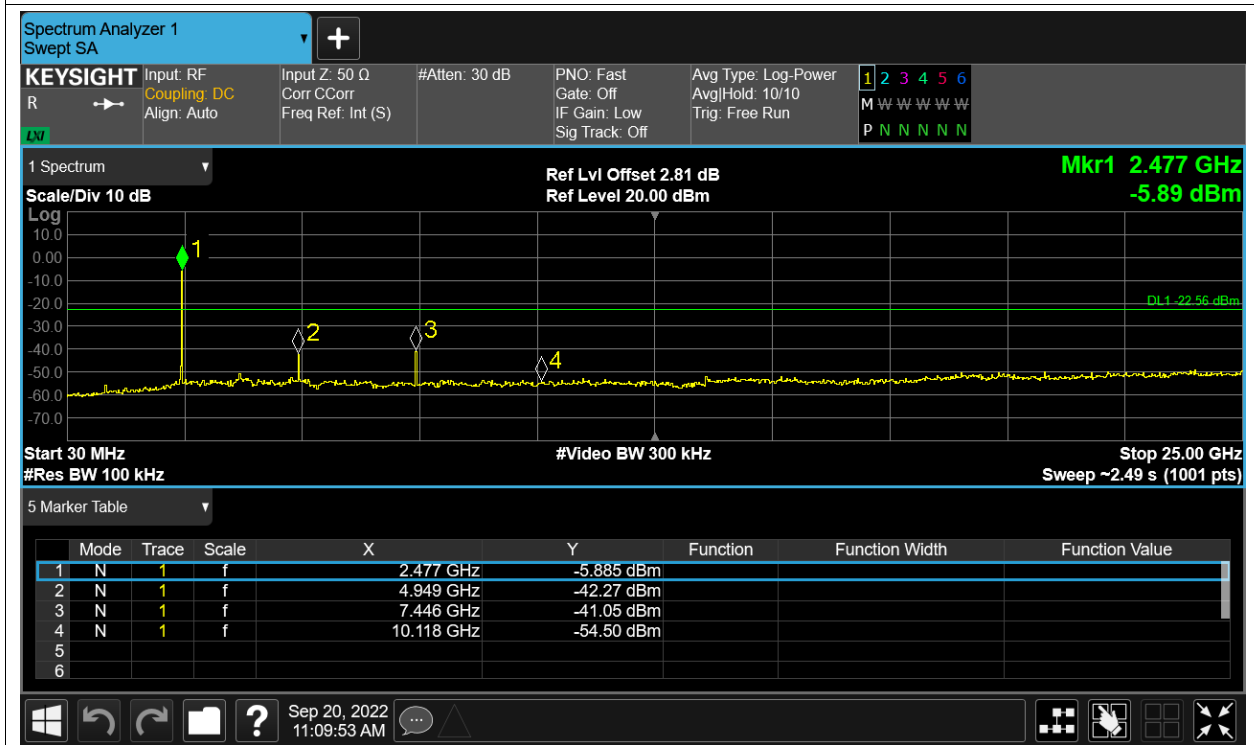 Spectrum Analyzer 1
Swept SA
KEYSIGHT Input: RF Input Z: 50 Ω #Atten: 30 dB PNO: Fast Avg Type: Log-Power 1 2 3 4 5 6
R Coupling: DC Corr CCorr Gate: Off Avg|Hold: 10/10 M W W W W W
Align: Auto Freq Ref: Int (S) IF Gain: Low Trig: Free Run
LXI Sig Track: Off P N N N N N
1 Spectrum Ref Lvl Offset 2.81 dB Mkr1 2.477 GHz
Scale/Div 10 dB Ref Level 20.00 dBm -5.89 dBm
Log
10.0
1
0.00
-10.0
-20.0 DL1 -22.56 dBm
-30.0 2 3
-40.0 4
-50.0
-60.0
-70.0
Start 30 MHz #Video BW 300 kHz Stop 25.00 GHz
#Res BW 100 kHz Sweep ~2.49 s (1001 pts)
5 Marker Table
Mode Trace Scale X Y Function Function Width Function Value
1 N 1 f 2.477 GHz -5.885 dBm
2 N 1 f 4.949 GHz -42.27 dBm
3 N 1 f 7.446 GHz -41.05 dBm
4 N 1 f 10.118 GHz -54.50 dBm
5
6
? Sep 20, 2022
11:09:53 AM